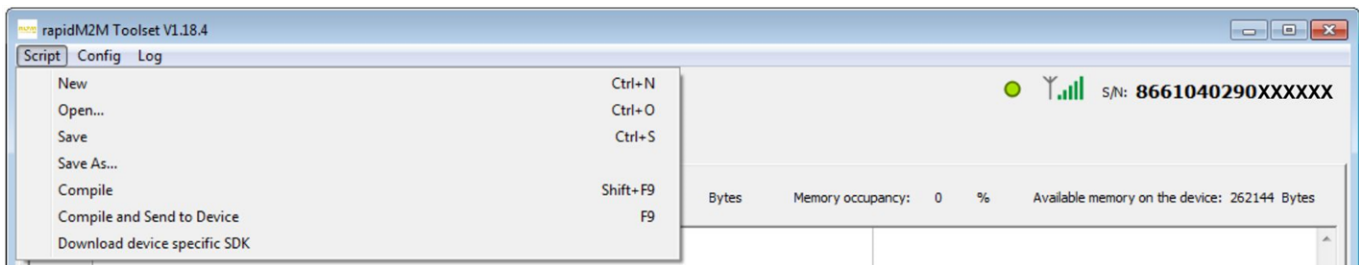 rapidM2M Toolset V1.18.4
Script Config Log
New Ctrl+N
Open... Ctrl+O
Save Ctrl+S
Save As...
Compile Shift+F9
Compile and Send to Device F9
Download device specific SDK
S/N: 8661040290XXXXXX
Bytes Memory occupancy: 0 % Available memory on the device: 262144 Bytes